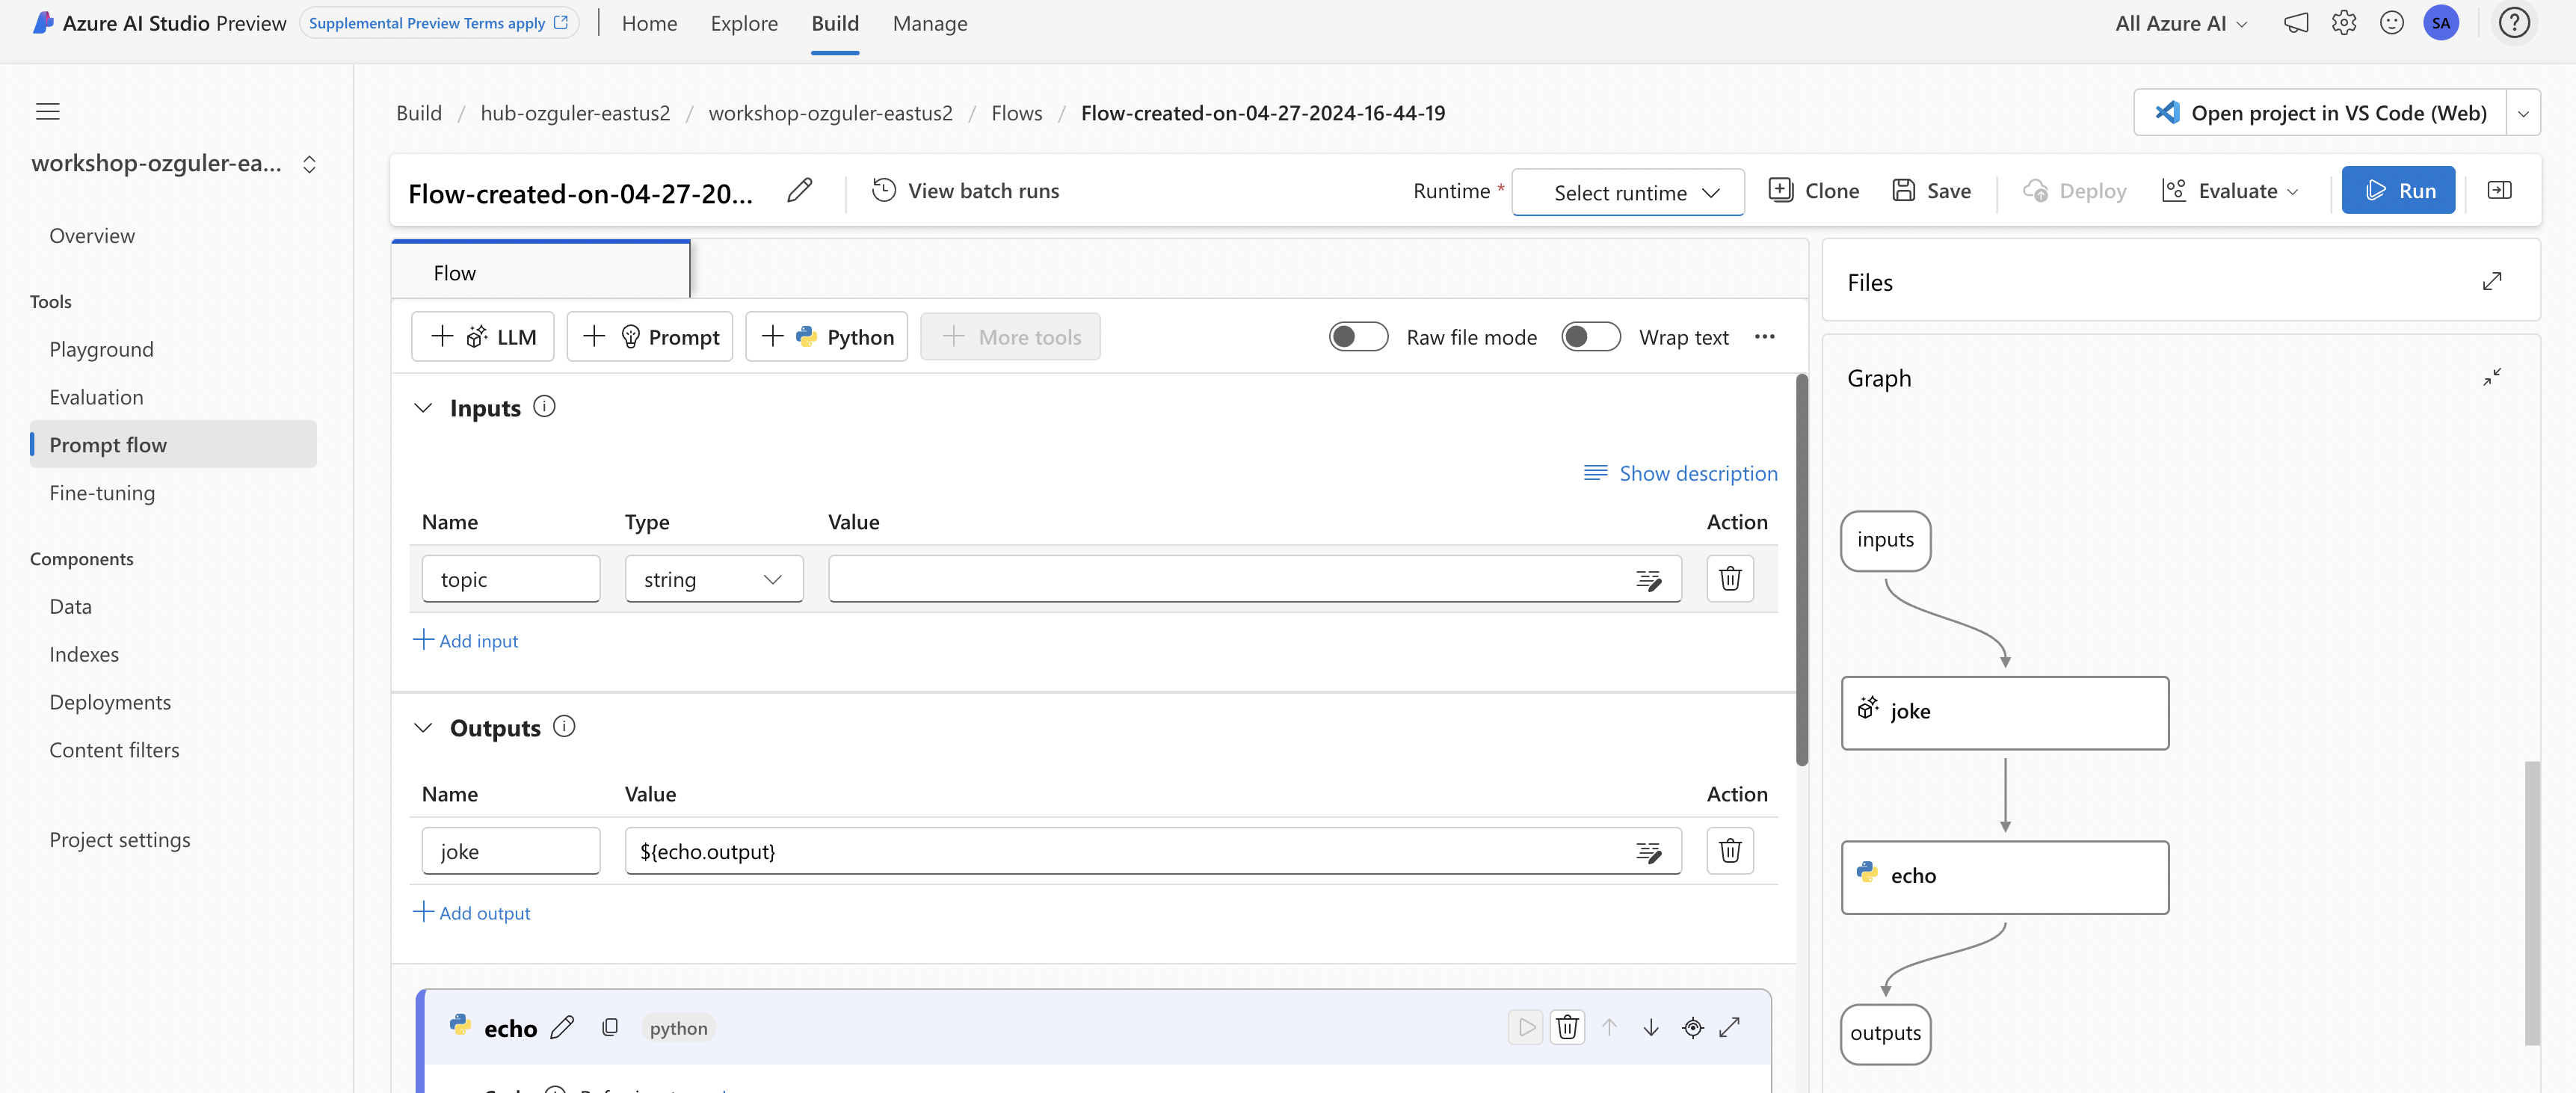 Azure AI Studio Preview
Supplemental Preview Terms apply
Home
Explore
Build
Manage
All Azure AI
SA
Build / hub-ozguler-eastus2 / workshop-ozguler-eastus2 / Flows / Flow-created-on-04-27-2024-16-44-19
Open project in VS Code (Web)
workshop-ozguler-ea...
Overview
Tools
Playground
Evaluation
Prompt flow
Fine-tuning
Components
Data
Indexes
Deployments
Content filters
Project settings
Flow-created-on-04-27-20...
View batch runs
Runtime *
Select runtime
Clone
Save
Deploy
Evaluate
Run
Flow
LLM
Prompt
Python
More tools
Raw file mode
Wrap text
Inputs
Show description
Name Type Value Action
topic string
Add input
Outputs
Name Value Action
joke ${echo.output}
Add output
echo python
Files
Graph
inputs
joke
echo
outputs